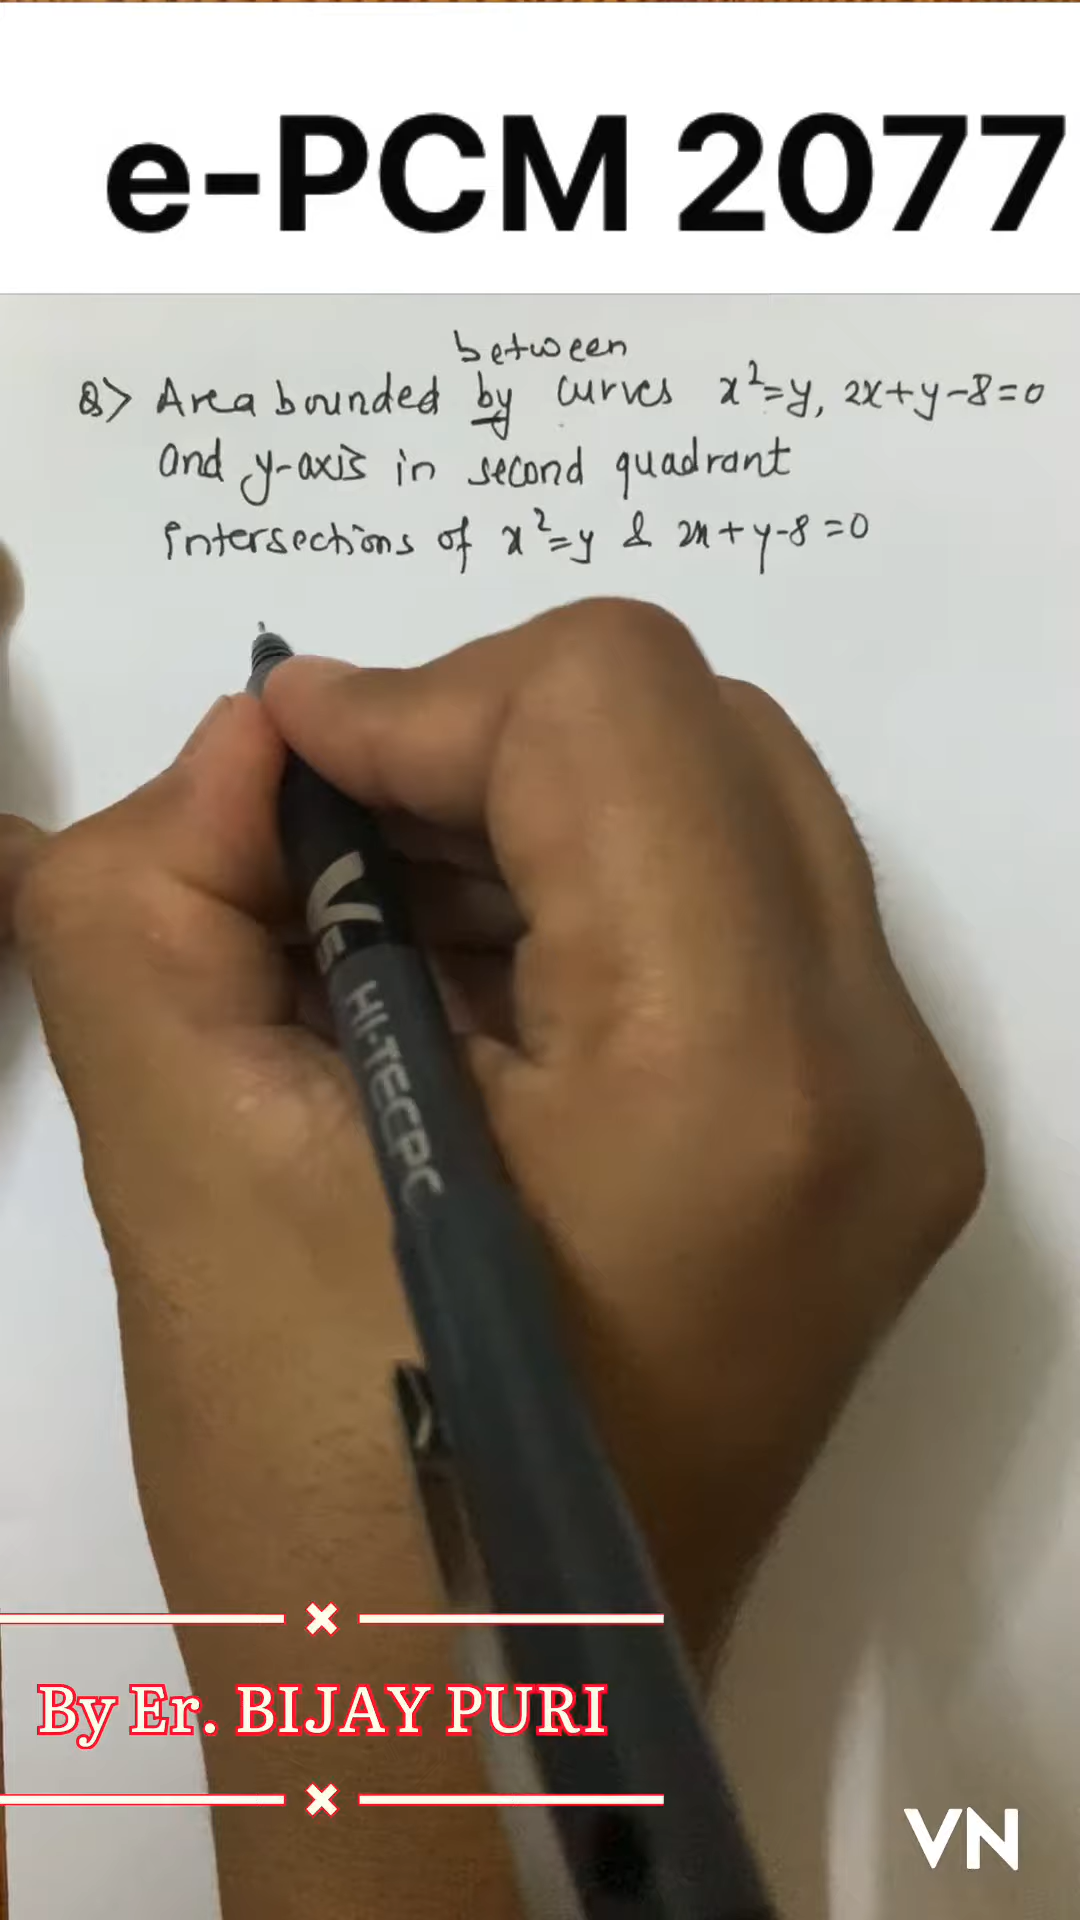 e-PCM 2077
between
Q> Area bounded by curves x²=y, 2x+y-8=0
and y-axis in second quadrant
intersections of x²=y & 2x+y-8=0
V5
HI-TECPC
By Er. BIJAY PURI
VN